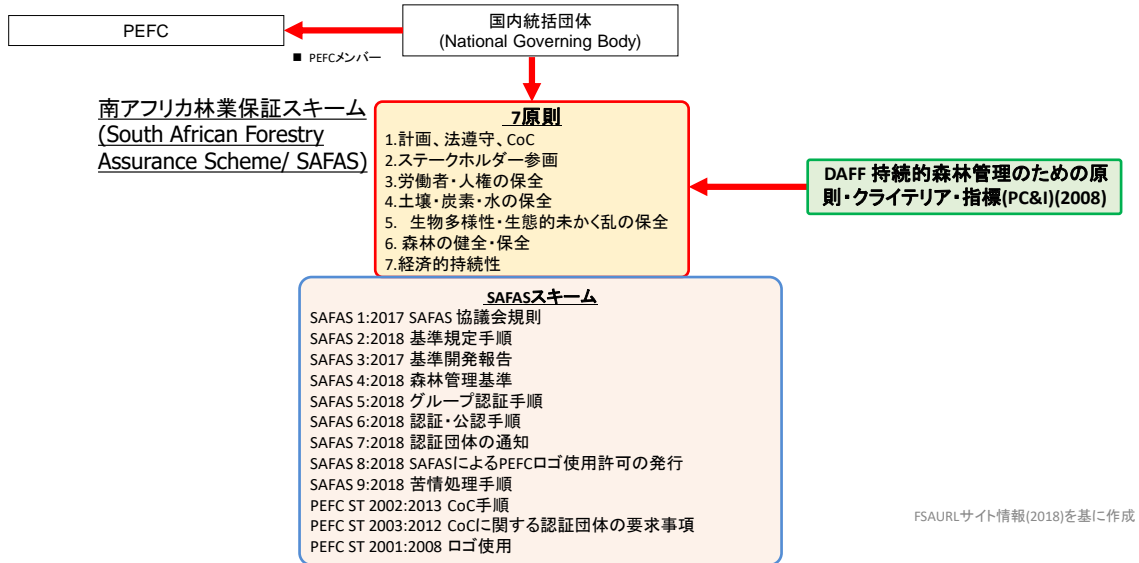 PEFC
国内統括団体
(National Governing Body)
■ PEFCメンバー
南アフリカ林業保証スキーム
(South African Forestry
Assurance Scheme/ SAFAS)
7原則
1.計画、法遵守、CoC
2.ステークホルダー参画
3.労働者・人権の保全
4.土壌・炭素・水の保全
5. 生物多様性・生態的未かく乱の保全
6. 森林の健全・保全
7.経済的持続性
DAFF 持続的森林管理のための原
則・クライテリア・指標(PC&I)(2008)
SAFASスキーム
SAFAS 1:2017 SAFAS 協議会規則
SAFAS 2:2018 基準規定手順
SAFAS 3:2017 基準開発報告
SAFAS 4:2018 森林管理基準
SAFAS 5:2018 グループ認証手順
SAFAS 6:2018 認証・公認手順
SAFAS 7:2018 認証団体の通知
SAFAS 8:2018 SAFASによるPEFCロゴ使用許可の発行
SAFAS 9:2018 苦情処理手順
PEFC ST 2002:2013 CoC手順
PEFC ST 2003:2012 CoCに関する認証団体の要求事項
PEFC ST 2001:2008 ロゴ使用
FSAURLサイト情報(2018)を基に作成